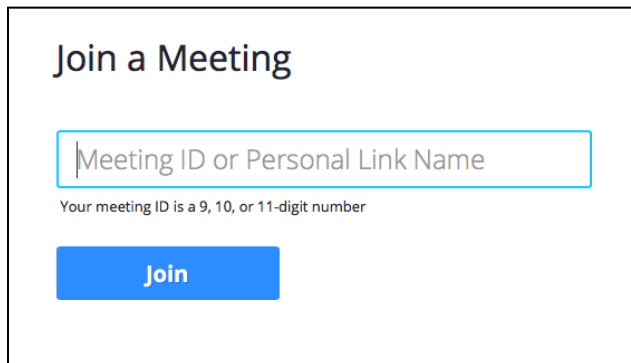 Join a Meeting
Meeting ID or Personal Link Name
Your meeting ID is a 9, 10, or 11-digit number
Join